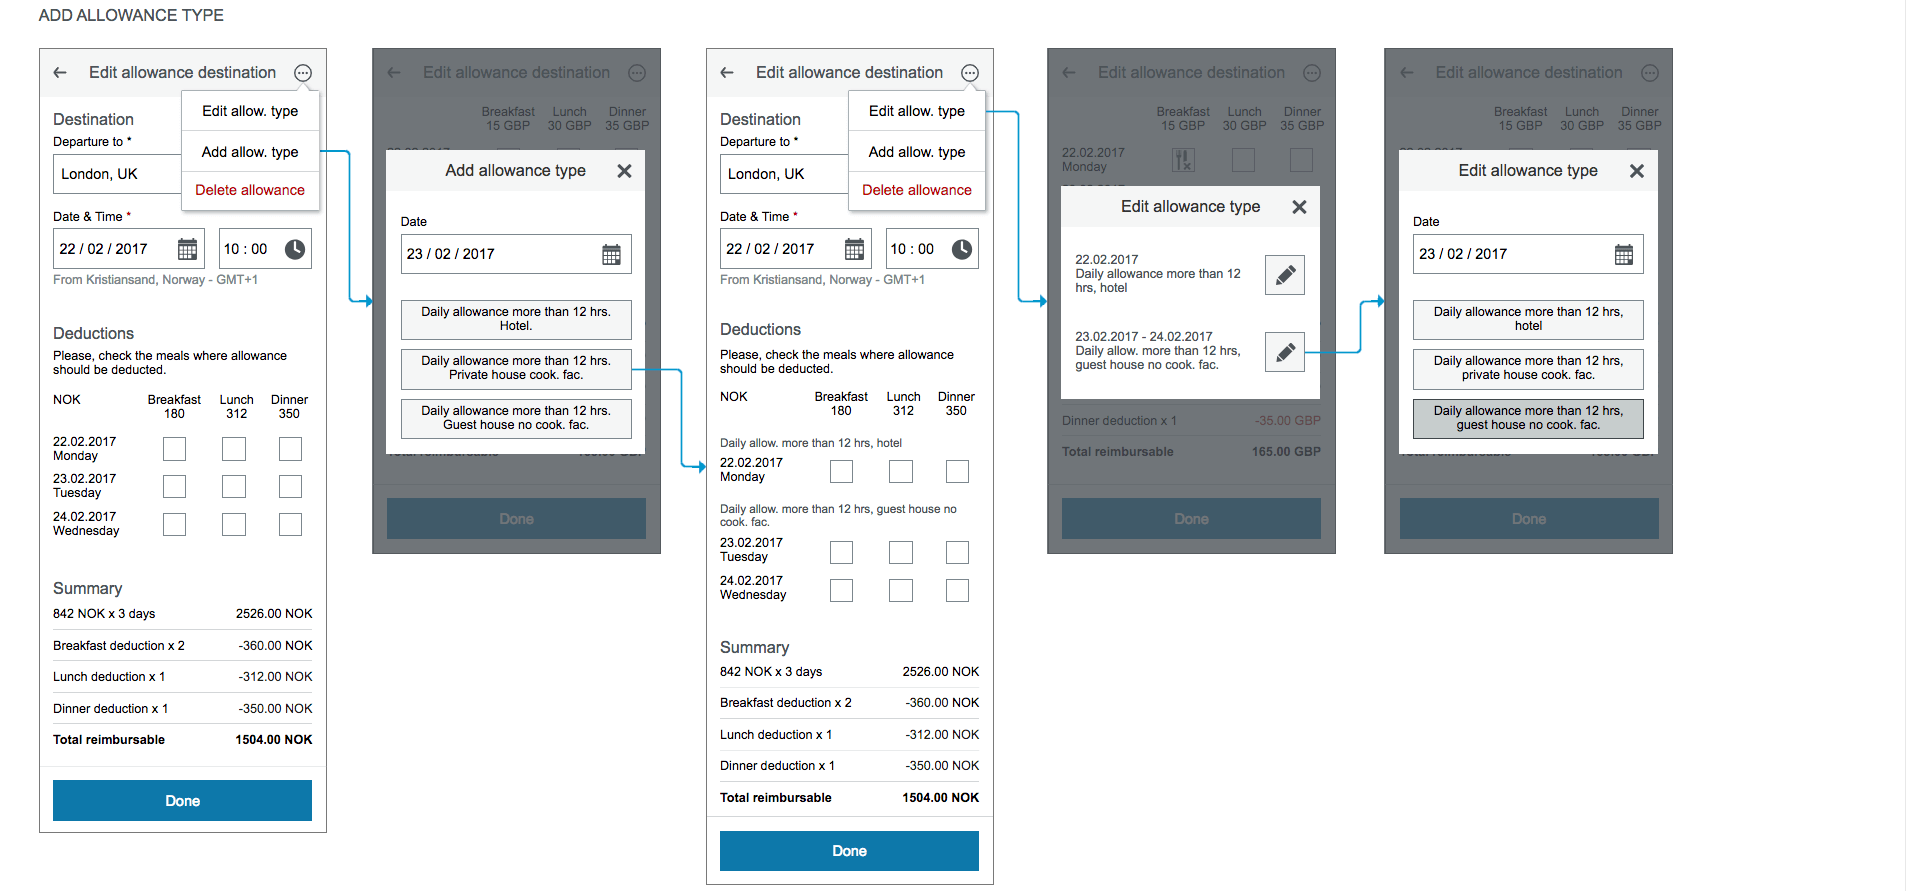 ADD ALLOWANCE TYPE
Edit allowance destination
Edit allow. type
Add allow. type
Delete allowance
Destination
Departure to *
London, UK
Date & Time *
22 / 02 / 2017
10 : 00
From Kristiansand, Norway - GMT+1
Deductions
Please, check the meals where allowance
should be deducted.
NOK Breakfast Lunch Dinner
180 312 350
22.02.2017
Monday
23.02.2017
Tuesday
24.02.2017
Wednesday
Summary
842 NOK x 3 days 2526.00 NOK
Breakfast deduction x 2 -360.00 NOK
Lunch deduction x 1 -312.00 NOK
Dinner deduction x 1 -350.00 NOK
Total reimbursable 1504.00 NOK
Done
Edit allowance destination
Breakfast Lunch Dinner
15 GBP 30 GBP 35 GBP
Add allowance type
Date
23 / 02 / 2017
Daily allowance more than 12 hrs.
Hotel.
Daily allowance more than 12 hrs.
Private house cook. fac.
Daily allowance more than 12 hrs.
Guest house no cook. fac.
Done
Edit allowance destination
Edit allow. type
Add allow. type
Delete allowance
Destination
Departure to *
London, UK
Date & Time *
22 / 02 / 2017
10 : 00
From Kristiansand, Norway - GMT+1
Deductions
Please, check the meals where allowance
should be deducted.
NOK Breakfast Lunch Dinner
180 312 350
Daily allow. more than 12 hrs, hotel
22.02.2017
Monday
Daily allow. more than 12 hrs, guest house no
cook. fac.
23.02.2017
Tuesday
24.02.2017
Wednesday
Summary
842 NOK x 3 days 2526.00 NOK
Breakfast deduction x 2 -360.00 NOK
Lunch deduction x 1 -312.00 NOK
Dinner deduction x 1 -350.00 NOK
Total reimbursable 1504.00 NOK
Done
Edit allowance destination
Breakfast Lunch Dinner
15 GBP 30 GBP 35 GBP
22.02.2017
Monday
Edit allowance type
22.02.2017
Daily allowance more than 12
hrs, hotel
23.02.2017 - 24.02.2017
Daily allow. more than 12 hrs,
guest house no cook. fac.
Dinner deduction x 1 -35.00 GBP
Total reimbursable 165.00 GBP
Done
Edit allowance destination
Breakfast Lunch Dinner
15 GBP 30 GBP 35 GBP
Edit allowance type
Date
23 / 02 / 2017
Daily allowance more than 12 hrs,
hotel
Daily allowance more than 12 hrs,
private house cook. fac.
Daily allowance more than 12 hrs,
guest house no cook. fac.
Done